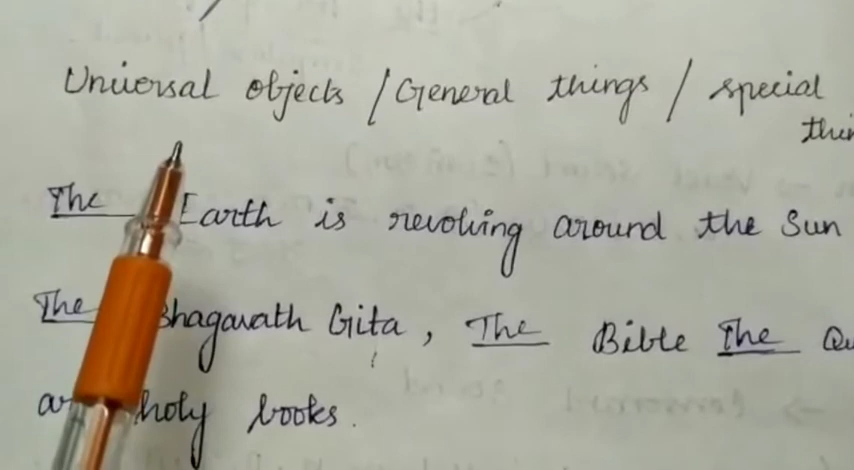 Universal objects / General things / special
The Earth is revolving around the Sun
The Bhagavath Gita, The Bible The
holy books.